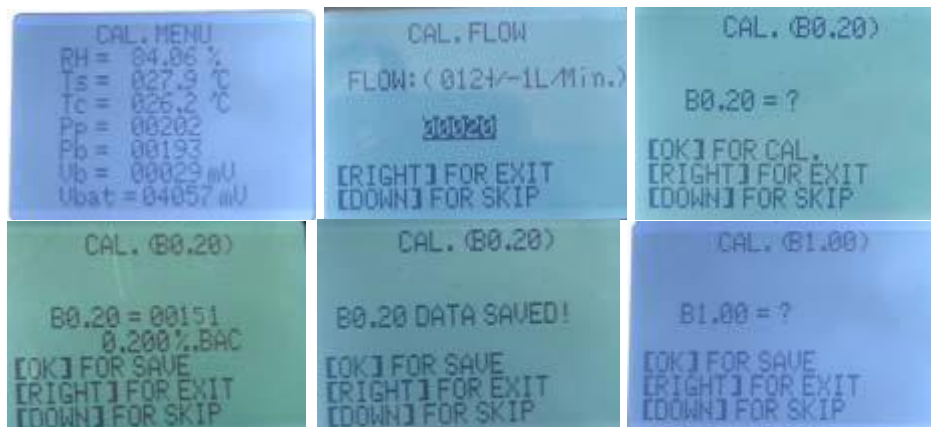 CAL. MENU
RH = 84.06 %
Ts = 027.9 ℃
Tc = 026.2 ℃
Pp = 00202
Pb = 00193
Vb = 00029 mV
Vbat = 04057 mV
CAL. FLOW
FLOW:(012+/-1L/Min.)
00020
[RIGHT] FOR EXIT
[DOWN] FOR SKIP
CAL. (B0.20)
B0.20 = ?
[OK] FOR CAL.
[RIGHT] FOR EXIT
[DOWN] FOR SKIP
CAL. (B0.20)
B0.20 = 00151
0.200‰BAC
[OK] FOR SAVE
[RIGHT] FOR EXIT
[DOWN] FOR SKIP
CAL. (B0.20)
B0.20 DATA SAVED!
[OK] FOR SAVE
[RIGHT] FOR EXIT
[DOWN] FOR SKIP
CAL. (B1.00)
B1.00 = ?
[OK] FOR SAVE
[RIGHT] FOR EXIT
[DOWN] FOR SKIP